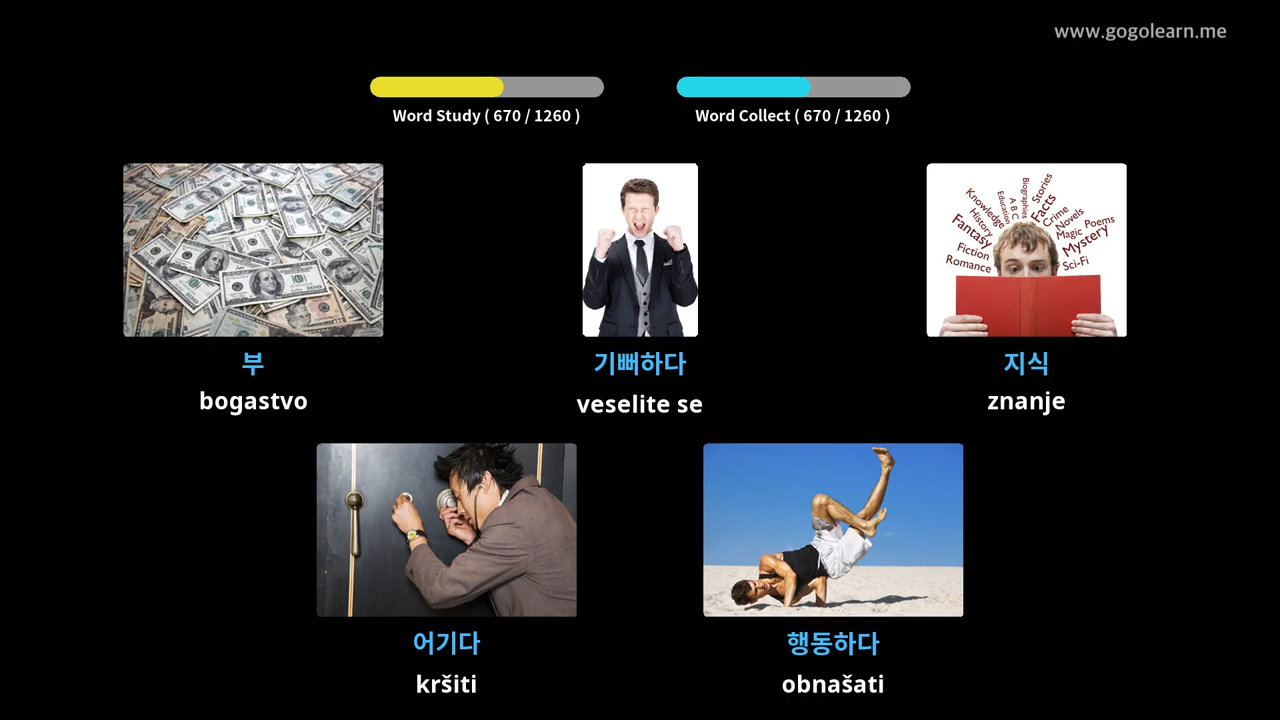 www.gogolearn.me
Word Study ( 670 / 1260 )
Word Collect ( 670 / 1260 )
Knowledge
History
Fantasy
Fiction
Romance
Education
A B C
Biographies
Stories
Facts
Crime
Novels
Magic
Poems
Mystery
Sci-Fi
부
bogastvo
기뻐하다
veselite se
지식
znanje
어기다
kršiti
행동하다
obnašati